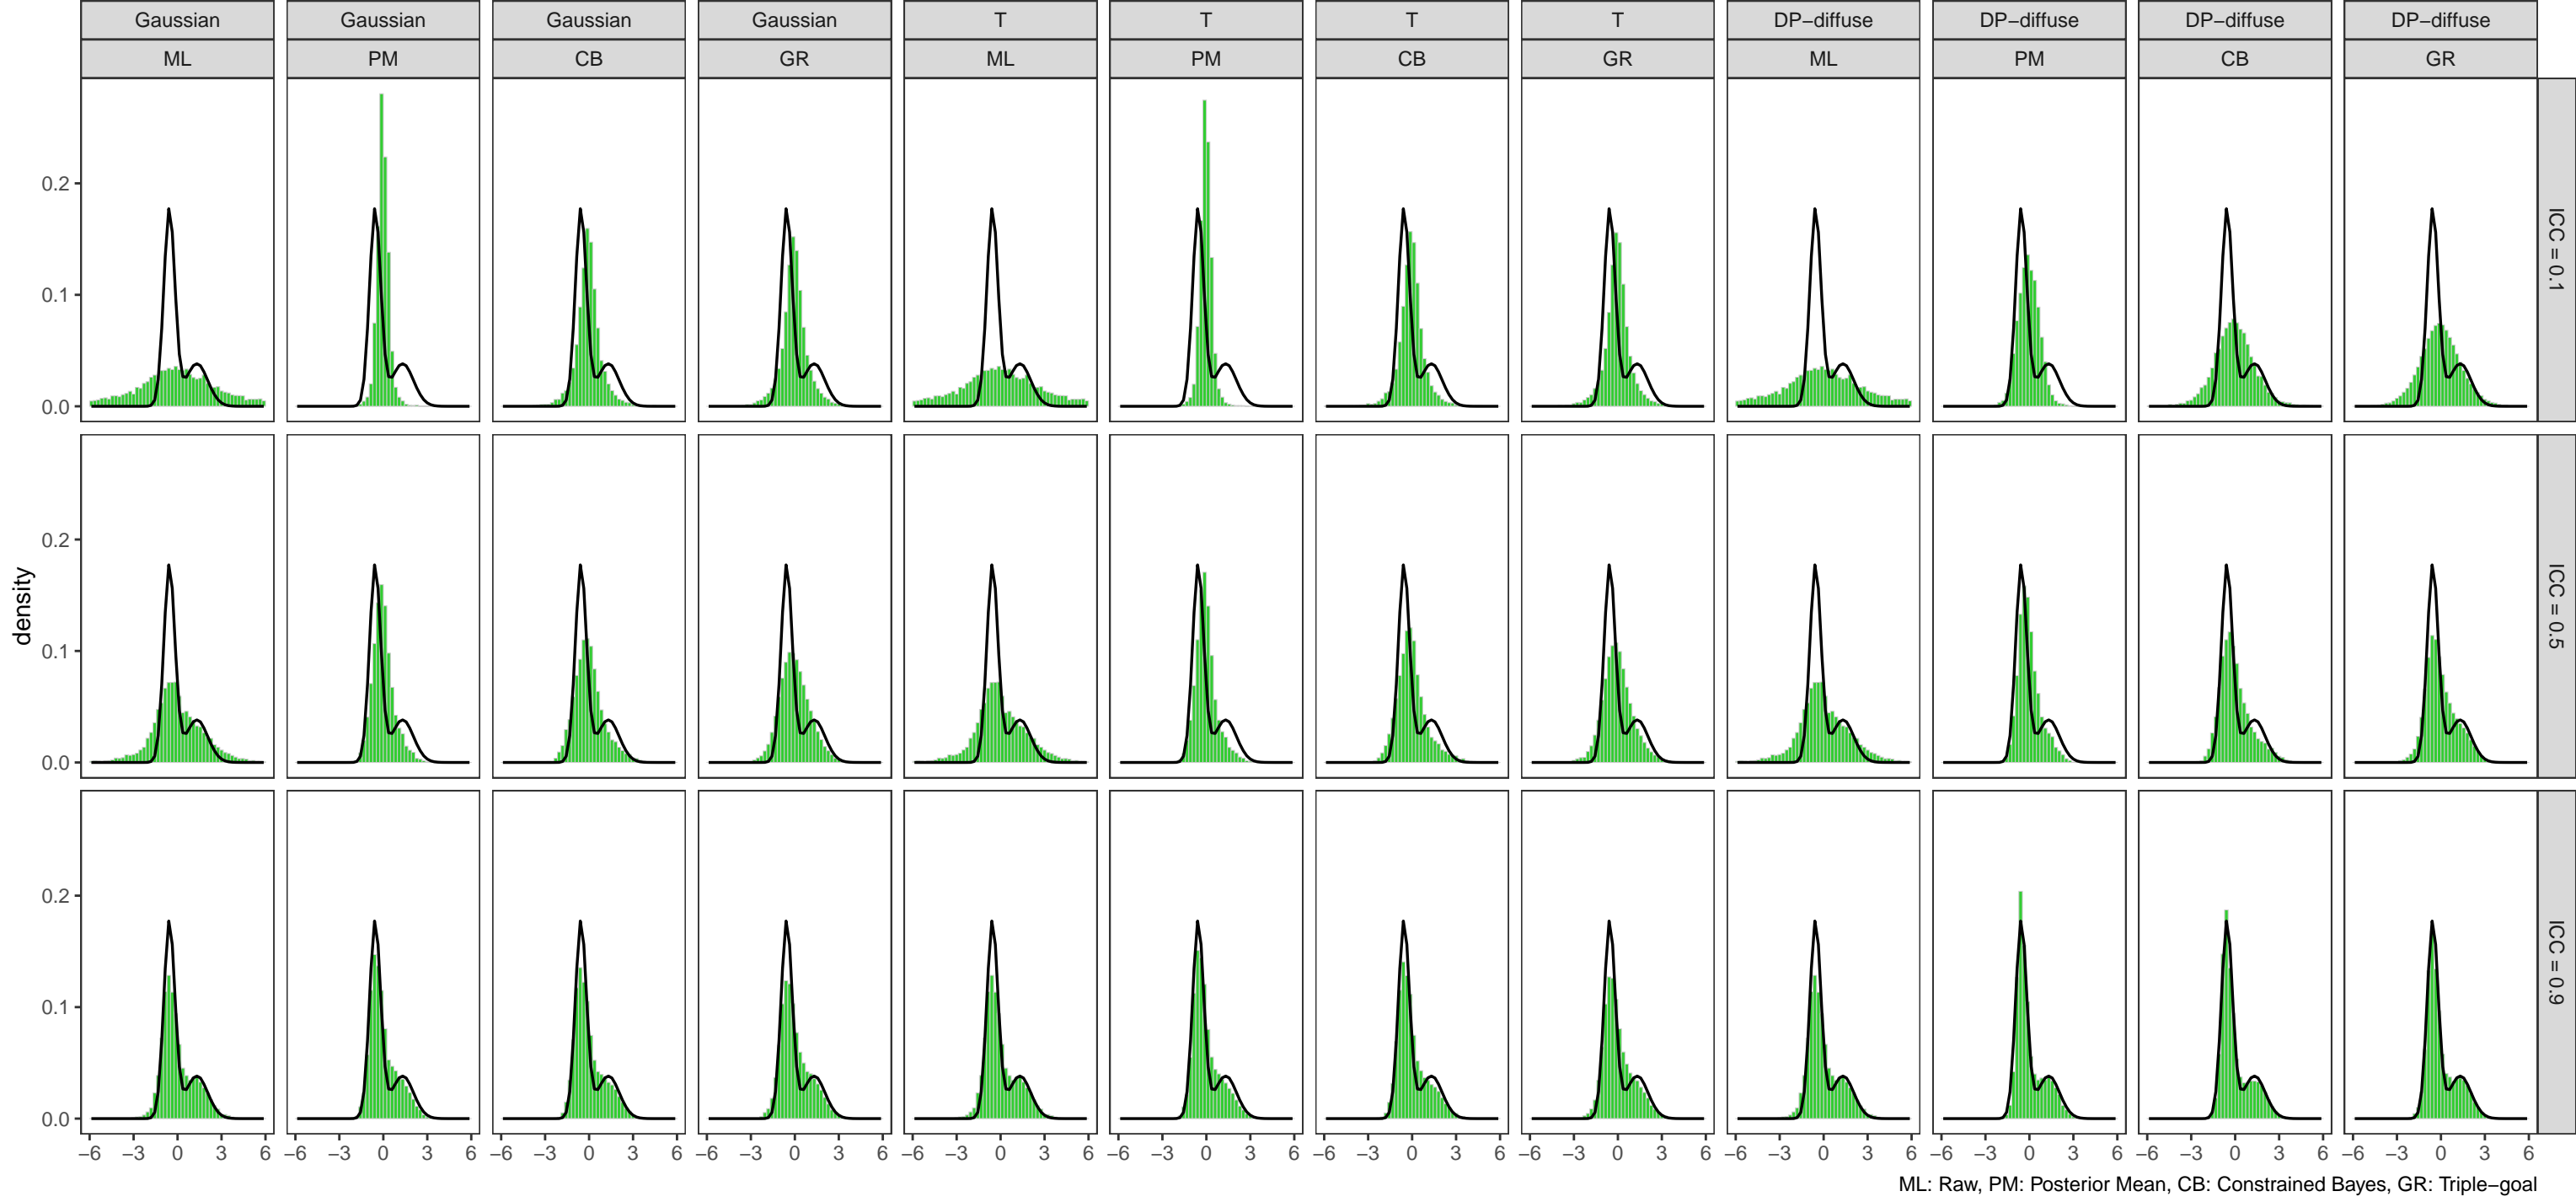 Gaussian Gaussian Gaussian Gaussian T T T T DP−diffuse DP−diffuse DP−diffuse DP−diffuse
ML PM CB GR ML PM CB GR ML PM CB GR
0.2
0.1
0.0
ICC = 0.1
0.2
0.1
0.0
ICC = 0.5
0.2
0.1
0.0
ICC = 0.9
density
−6 −3 0 3 6 −6 −3 0 3 6 −6 −3 0 3 6 −6 −3 0 3 6 −6 −3 0 3 6 −6 −3 0 3 6 −6 −3 0 3 6 −6 −3 0 3 6 −6 −3 0 3 6 −6 −3 0 3 6 −6 −3 0 3 6 −6 −3 0 3 6
ML: Raw, PM: Posterior Mean, CB: Constrained Bayes, GR: Triple−goal